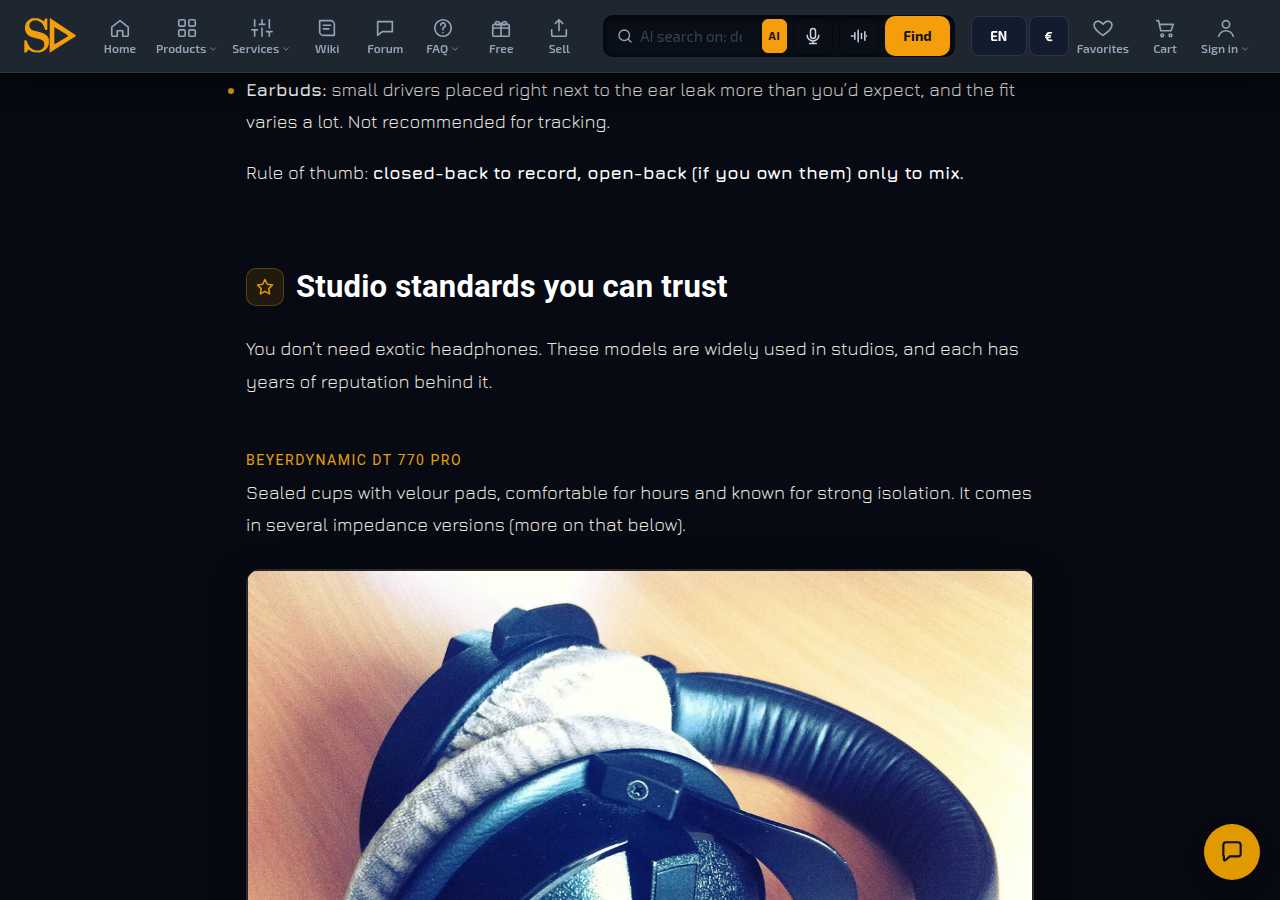 SD
Home
Products
Services
Wiki
Forum
FAQ
Free
Sell
AI
Find
EN
€
Favorites
Cart
Sign in
Earbuds: small drivers placed right next to the ear leak more than you’d expect, and the fit
varies a lot. Not recommended for tracking.
Rule of thumb: closed-back to record, open-back (if you own them) only to mix.
Studio standards you can trust
You don’t need exotic headphones. These models are widely used in studios, and each has
years of reputation behind it.
BEYERDYNAMIC DT 770 PRO
Sealed cups with velour pads, comfortable for hours and known for strong isolation. It comes
in several impedance versions (more on that below).